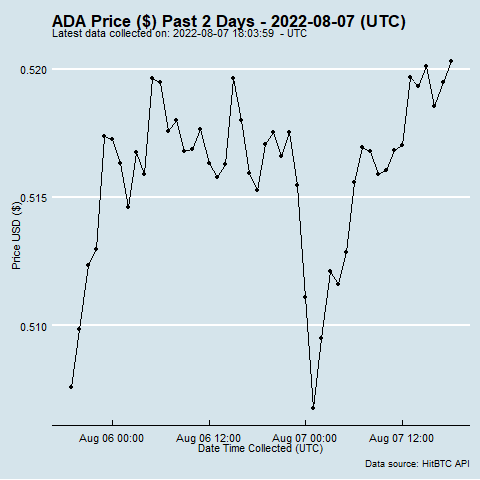 ADA Price ($) Past 2 Days - 2022-08-07 (UTC)
Latest data collected on: 2022-08-07 18:03:59  - UTC
0.520
0.515
0.510
Price USD ($)
Aug 06 00:00 Aug 06 12:00 Aug 07 00:00 Aug 07 12:00
Date Time Collected (UTC)
Data source: HitBTC API